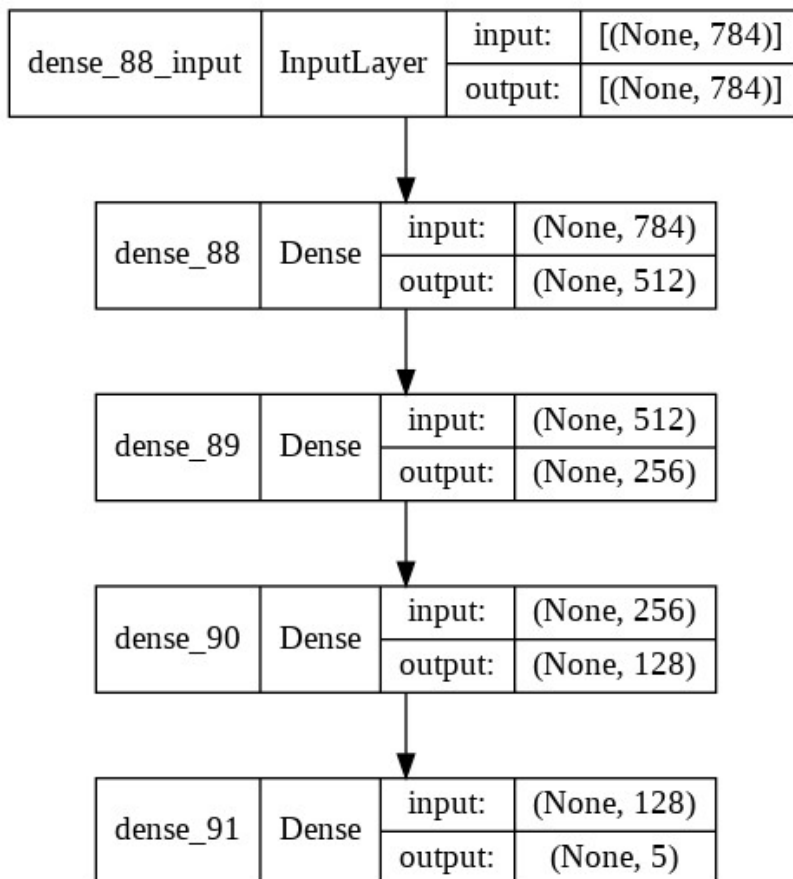 dense_88_input InputLayer input: [(None, 784)]
output: [(None, 784)]
dense_88 Dense input: (None, 784)
output: (None, 512)
dense_89 Dense input: (None, 512)
output: (None, 256)
dense_90 Dense input: (None, 256)
output: (None, 128)
dense_91 Dense input: (None, 128)
output: (None, 5)